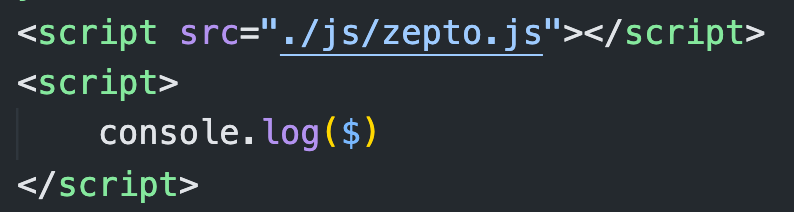 <script src="./js/zepto.js"></script>
<script>
    console.log($)
</script>